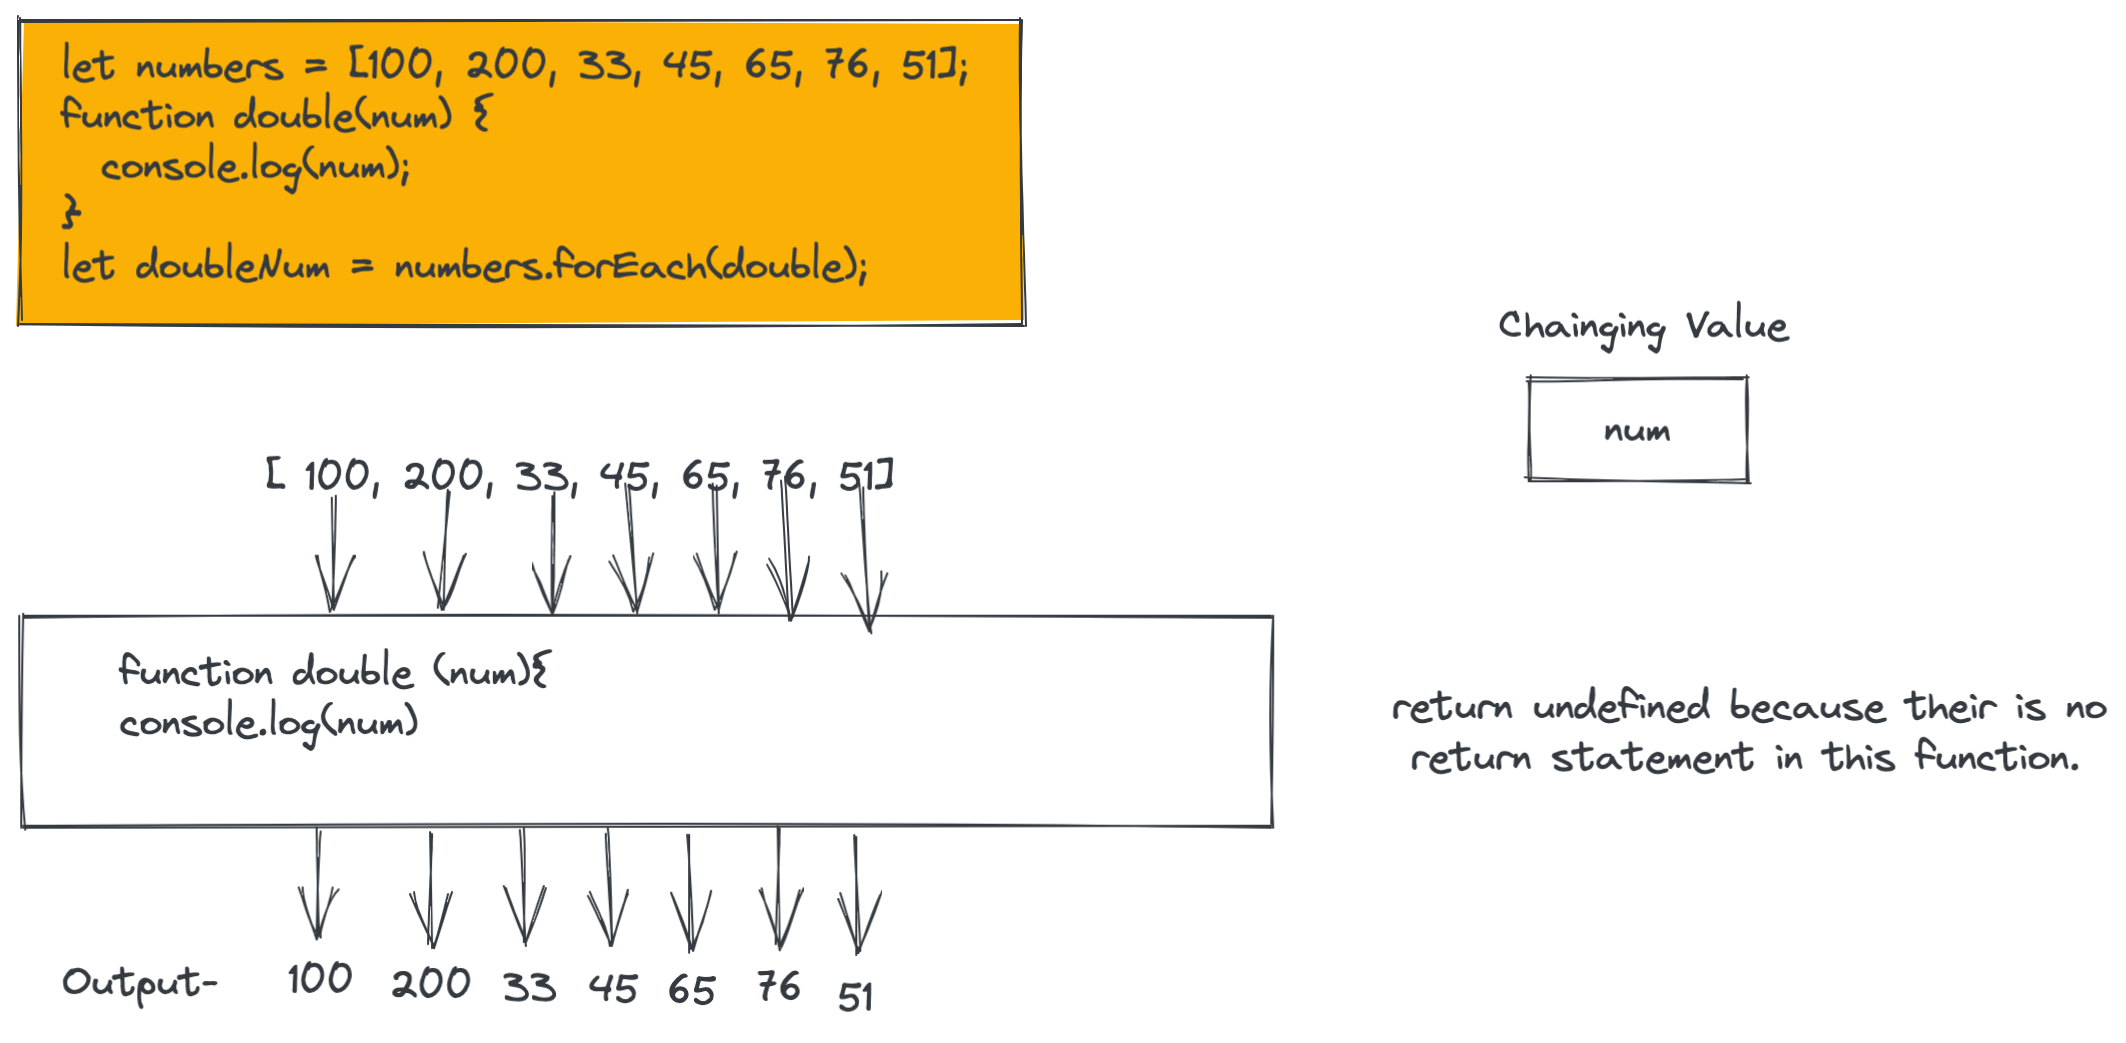 let numbers = [100, 200, 33, 45, 65, 76, 51];
function double(num) {
console.log(num);
}
let doubleNum = numbers.forEach(double);
Chainging Value
num
[ 100, 200, 33, 45, 65, 76, 51]
function double (num){
console.log(num)
return undefined because their is no
return statement in this function.
Output- 100 200 33 45 65 76 51